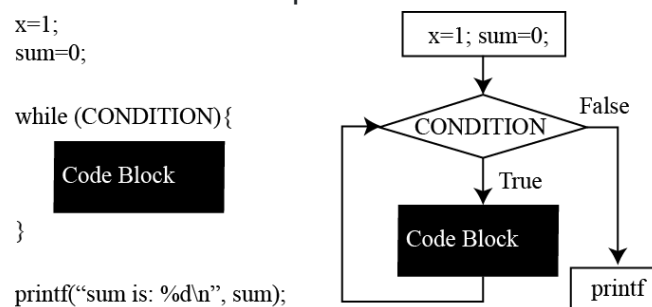 x=1;
sum=0;
while (CONDITION){
Code Block
}
printf(“sum is: %d\n”, sum);
x=1; sum=0;
CONDITION
False
True
Code Block
printf